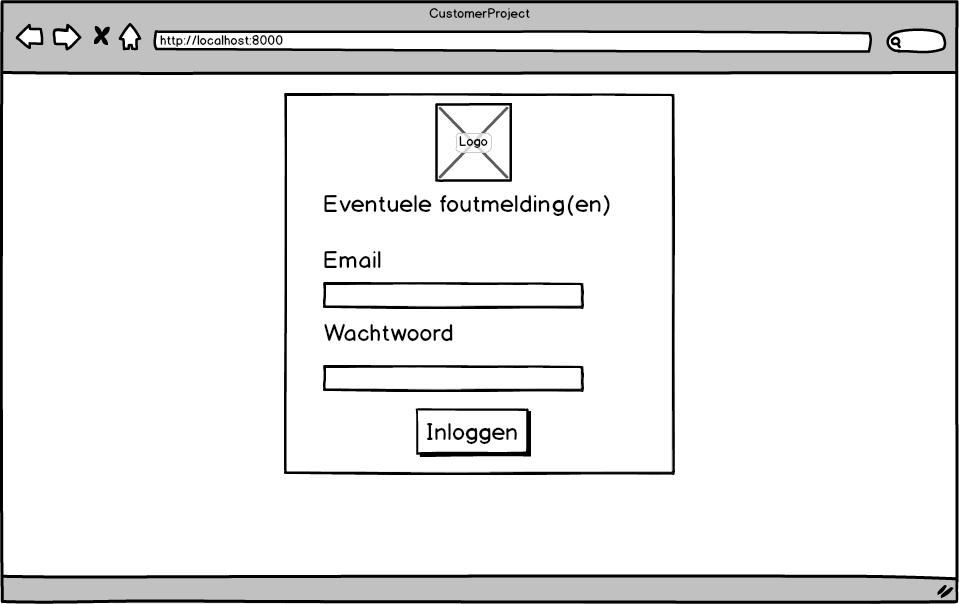 CustomerProject
http://localhost:8000
Logo
Eventuele foutmelding(en)
Email
Wachtwoord
Inloggen